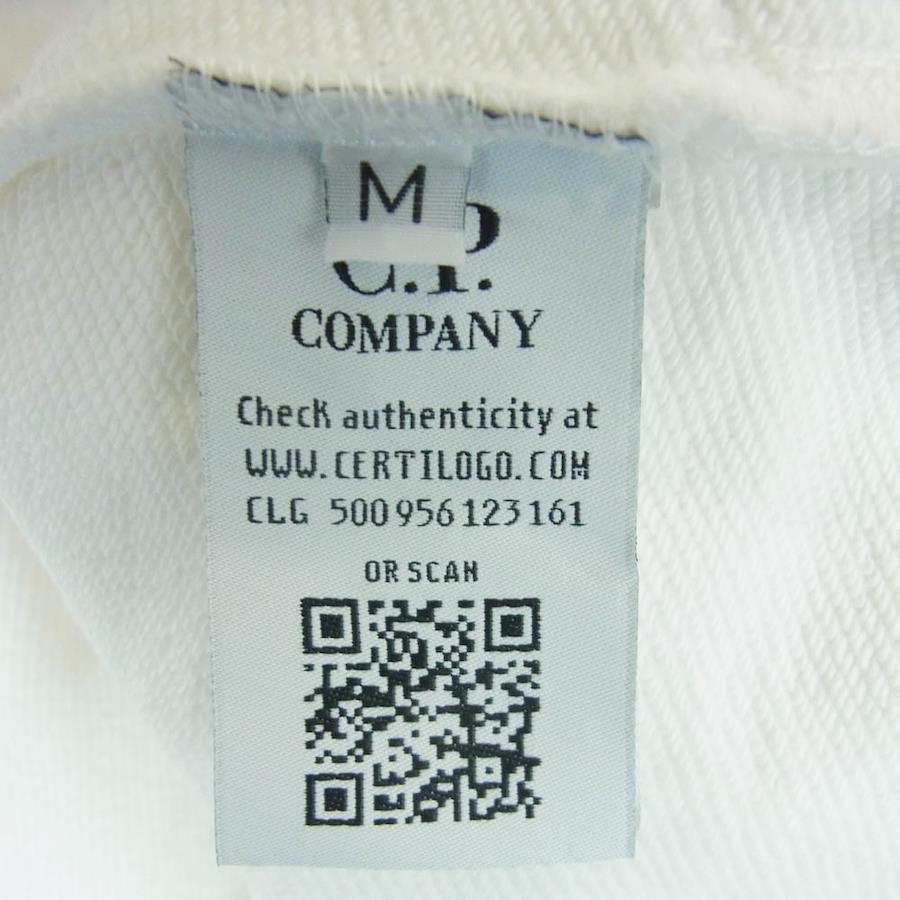 M
C.P.
COMPANY
Check authenticity at
WWW.CERTILOGO.COM
CLG 500956123161
OR SCAN